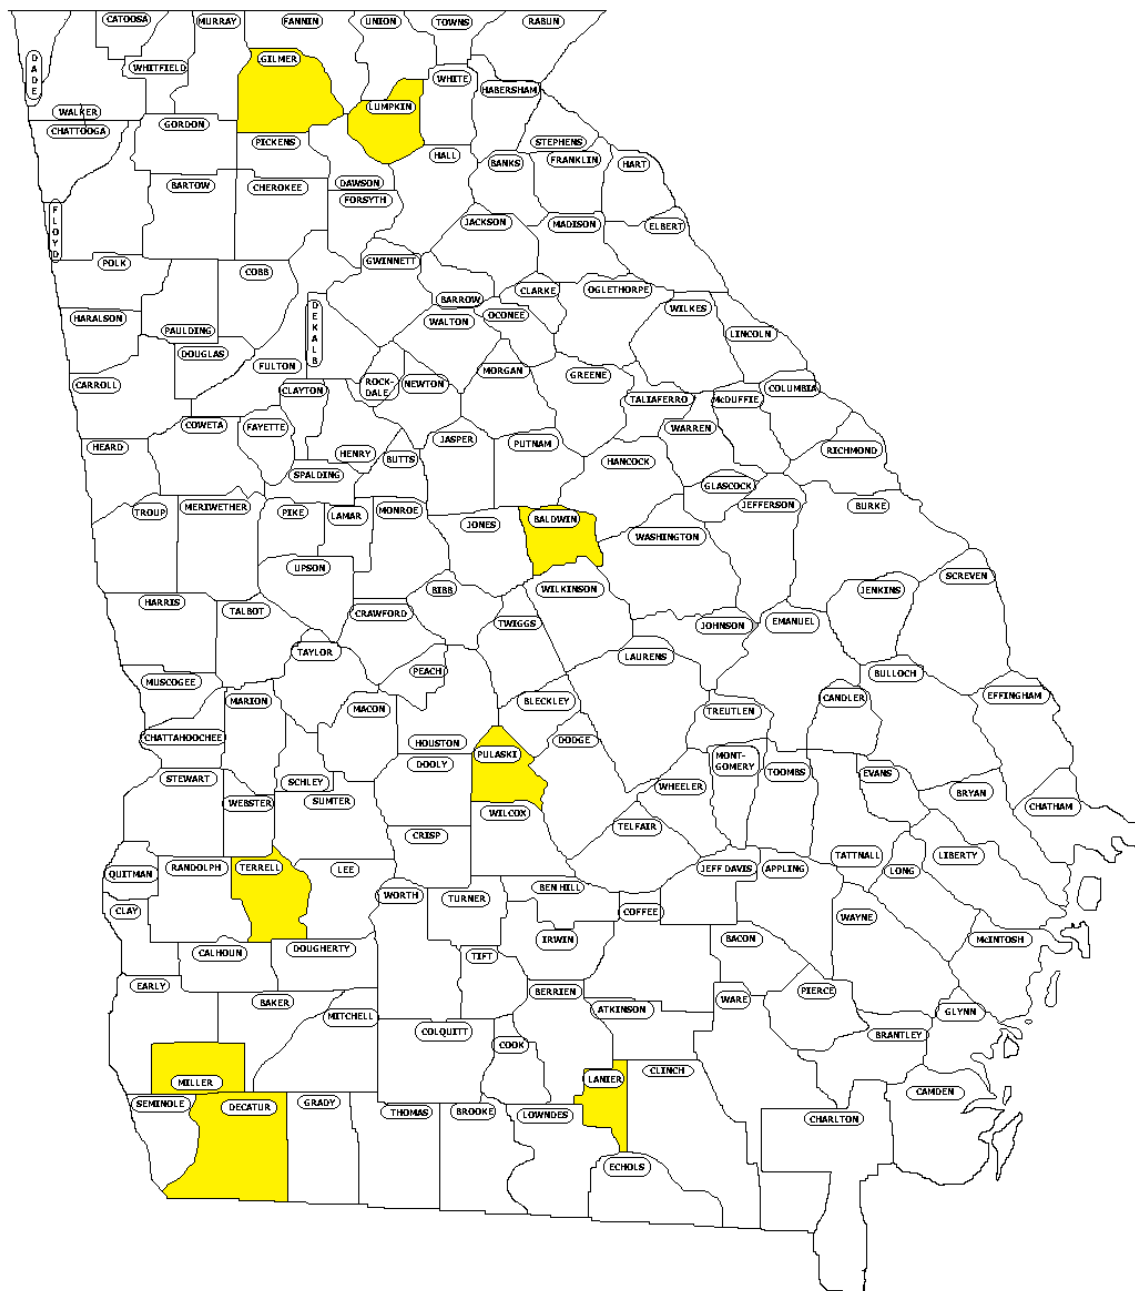 CATOOSA
MURRAY
FANNIN
UNION
TOWNS
RABUN
DADE
WHITFIELD
GILMER
WHITE
HABERSHAM
LUMPKIN
WALKER
CHATTOOGA
GORDON
PICKENS
STEPHENS
HALL
BANKS
FRANKLIN
HART
BARTOW
CHEROKEE
DAWSON
FORSYTH
FLOYD
JACKSON
MADISON
ELBERT
POLK
COBB
GWINNETT
BARROW
CLARKE
OGLETHORPE
HARALSON
PAULDING
DEKALB
WALTON
OCONEE
WILKES
LINCOLN
DOUGLAS
FULTON
CARROLL
CLAYTON
ROCK-
DALE
NEWTON
MORGAN
GREENE
TALIAFERRO
McDUFFIE
COLUMBIA
COWETA
FAYETTE
WARREN
HEARD
HENRY
BUTTS
JASPER
PUTNAM
HANCOCK
RICHMOND
SPALDING
GLASCOCK
TROUP
MERIWETHER
PIKE
LAMAR
MONROE
JONES
BALDWIN
WASHINGTON
JEFFERSON
BURKE
UPSON
BIBB
WILKINSON
JENKINS
SCREVEN
HARRIS
TALBOT
CRAWFORD
TWIGGS
JOHNSON
EMANUEL
TAYLOR
PEACH
LAURENS
MUSCOGEE
MARION
MACON
BLECKLEY
TREUTLEN
CANDLER
BULLOCH
EFFINGHAM
CHATTAHOOCHEE
HOUSTON
PULASKI
DODGE
MONT-
GOMERY
STEWART
SCHLEY
DOOLY
WHEELER
TOOMBS
EVANS
BRYAN
CHATHAM
WEBSTER
SUMTER
WILCOX
TELFAIR
CRISP
QUITMAN
RANDOLPH
TERRELL
LEE
JEFF DAVIS
APPLING
TATTNALL
LONG
LIBERTY
CLAY
WORTH
TURNER
BEN HILL
COFFEE
WAYNE
CALHOUN
DOUGHERTY
TIFT
IRWIN
BACON
McINTOSH
EARLY
BAKER
MITCHELL
BERRIEN
ATKINSON
WARE
PIERCE
GLYNN
COLQUITT
COOK
BRANTLEY
MILLER
LANIER
CLINCH
CAMDEN
SEMINOLE
DECATUR
GRADY
THOMAS
BROOKE
LOWNDES
CHARLTON
ECHOLS